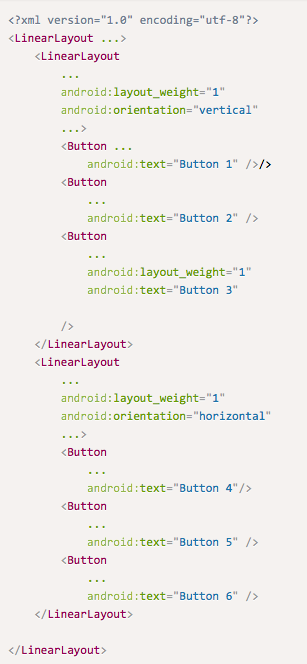 <?xml version="1.0" encoding="utf-8"?>
<LinearLayout ...>
    <LinearLayout
        ...
        android:layout_weight="1"
        android:orientation="vertical"
        ...>
        <Button ...
            android:text="Button 1" />/>
        <Button
            ...
            android:text="Button 2" />
        <Button
            ...
            android:layout_weight="1"
            android:text="Button 3"
        />
    </LinearLayout>
    <LinearLayout
        ...
        android:layout_weight="1"
        android:orientation="horizontal"
        ...>
        <Button
            ...
            android:text="Button 4"/>
        <Button
            ...
            android:text="Button 5" />
        <Button
            ...
            android:text="Button 6" />
    </LinearLayout>
</LinearLayout>